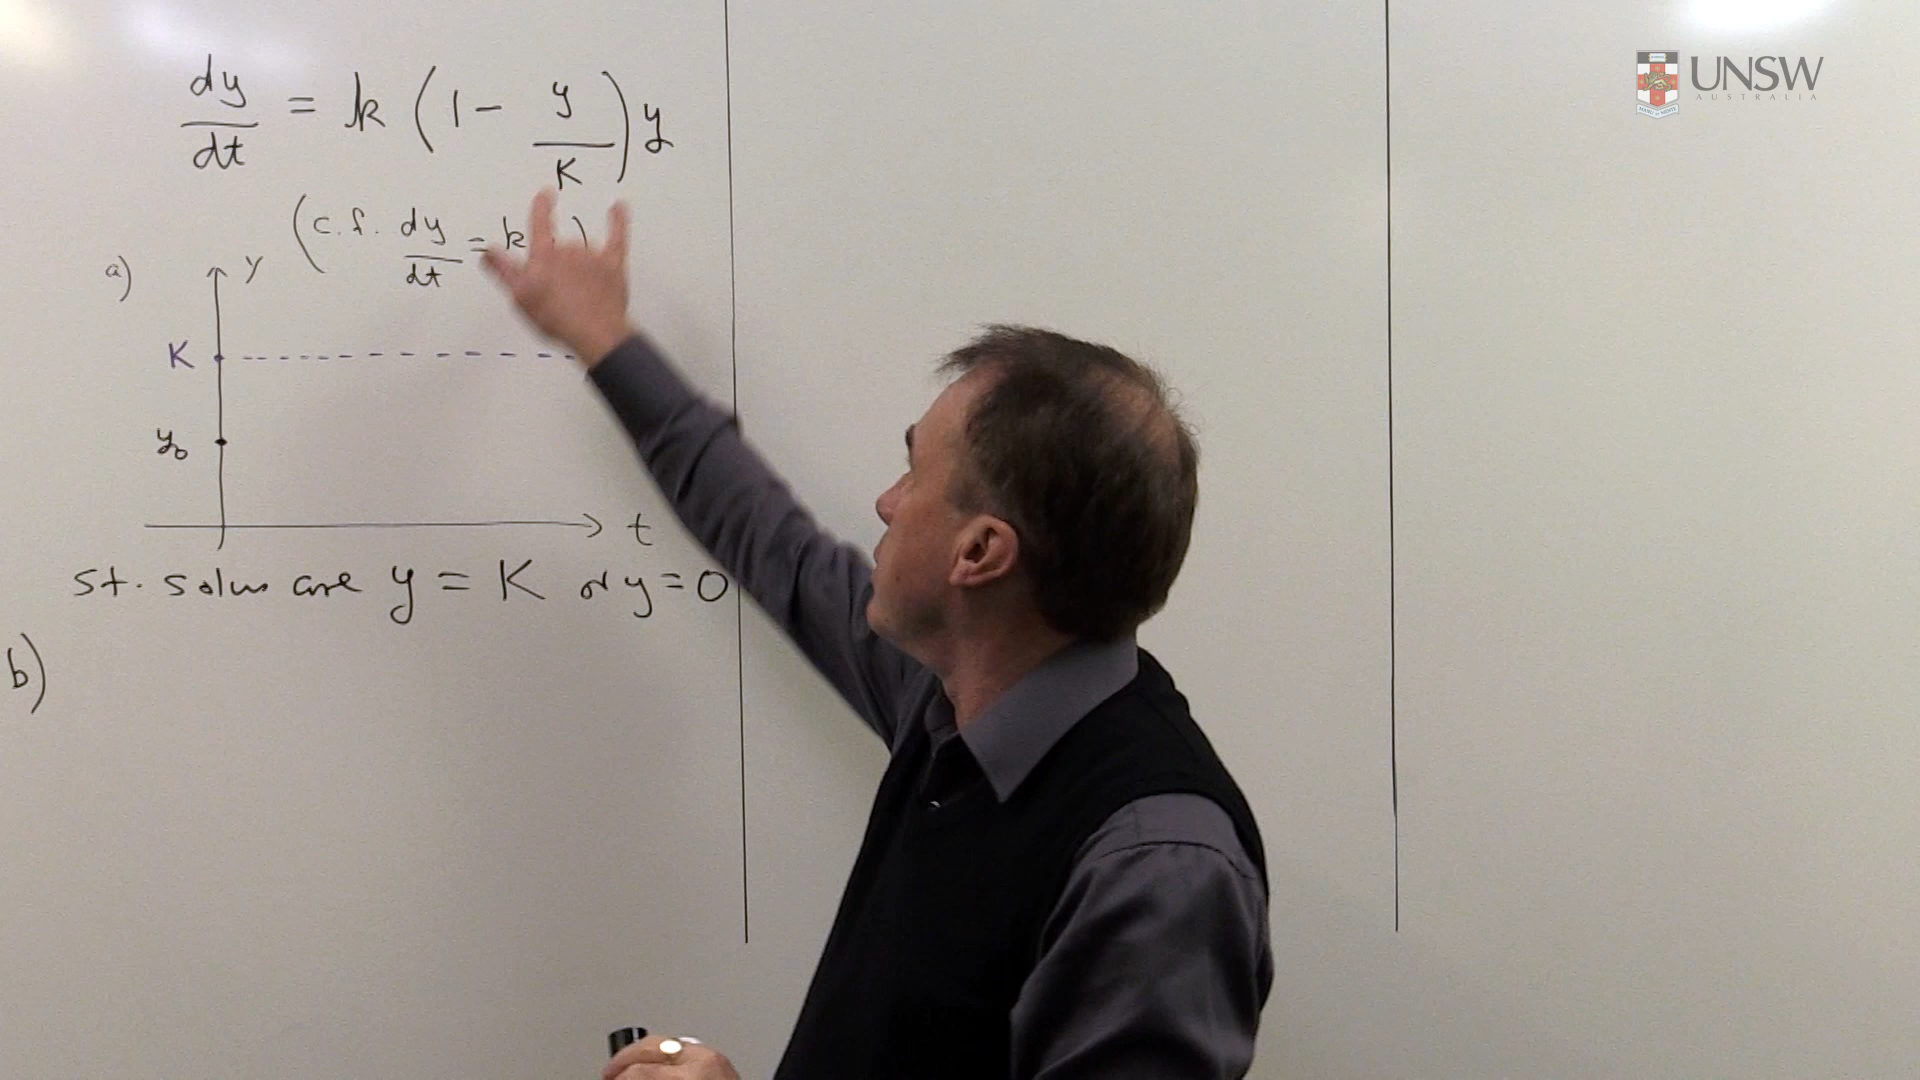 dy/dt = k (1 - y/K) y
(c.f. dy/dt = k )
a)
y
K
y₀
t
st. solns are y = K or y = 0
b)
UNSW
AUSTRALIA